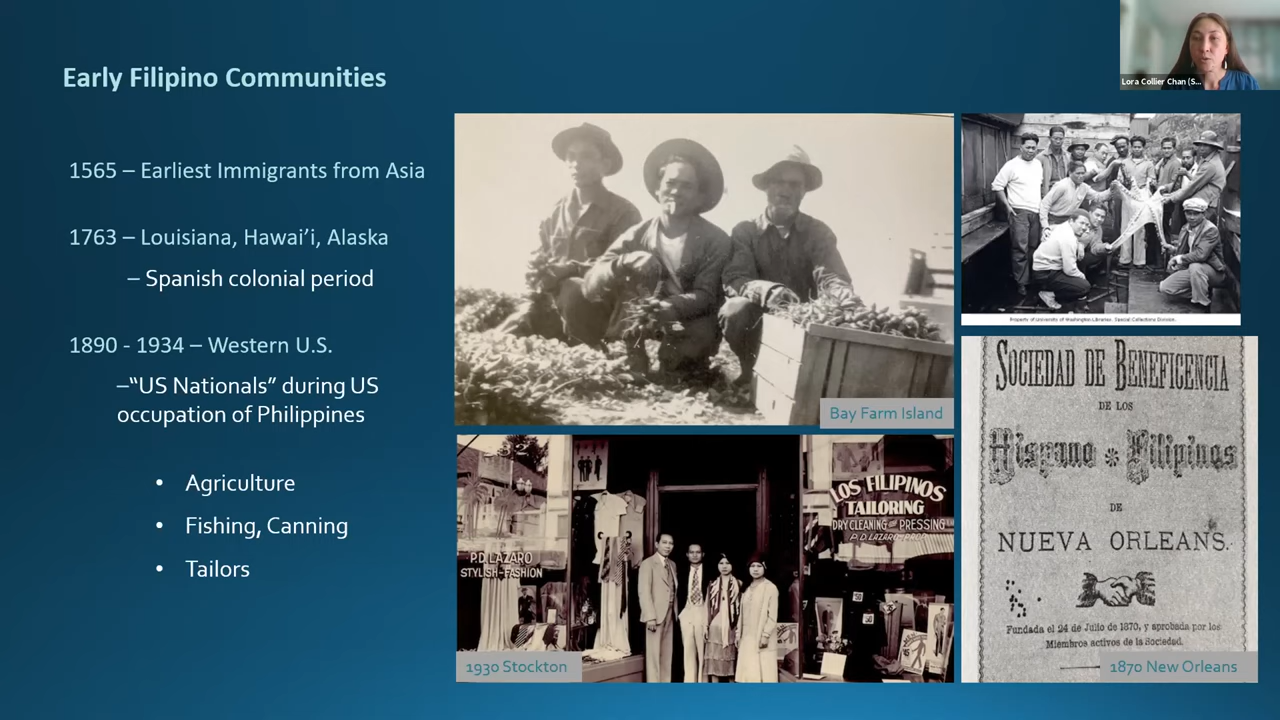 Early Filipino Communities
Lora Collier Chan (S...
1565 – Earliest Immigrants from Asia
1763 – Louisiana, Hawai’i, Alaska
– Spanish colonial period
1890 - 1934 – Western U.S.
–“US Nationals” during US
occupation of Philippines
• Agriculture
• Fishing, Canning
• Tailors
Bay Farm Island
Property of University of Washington Libraries. Special Collections Division.
P.D. LAZARO
STYLISH-FASHION
LOS FILIPINOS
TAILORING
DRY CLEANING AND PRESSING
P. D. LAZARO PROP.
1930 Stockton
SOCIEDAD DE BENEFICENCIA
DE LOS
Hispano * Filipinos
DE
NUEVA ORLEANS.
Fundada el 24 de Julio de 1870, y aprobada por los
Miembros activos de la Sociedad.
1870 New Orleans